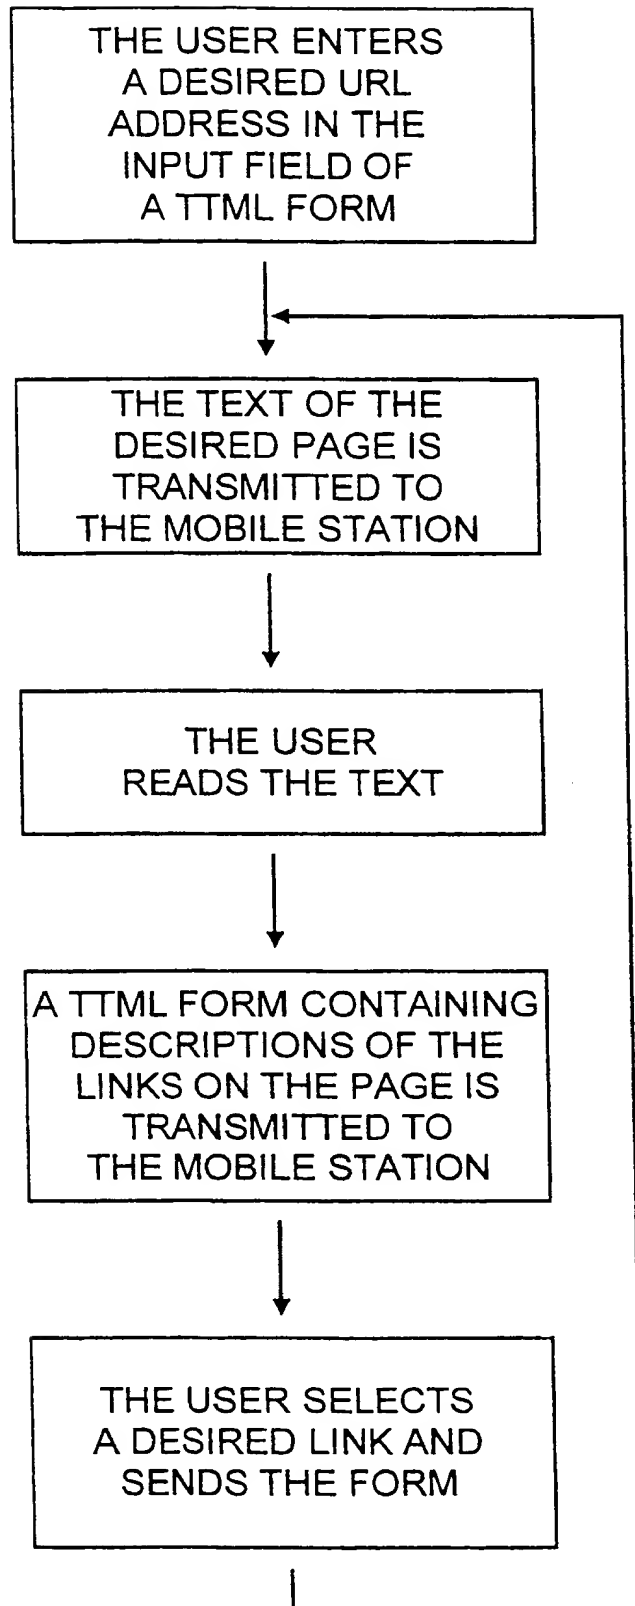 THE USER ENTERS
A DESIRED URL
ADDRESS IN THE
INPUT FIELD OF
A TTML FORM
THE TEXT OF THE
DESIRED PAGE IS
TRANSMITTED TO
THE MOBILE STATION
THE USER
READS THE TEXT
A TTML FORM CONTAINING
DESCRIPTIONS OF THE
LINKS ON THE PAGE IS
TRANSMITTED TO
THE MOBILE STATION
THE USER SELECTS
A DESIRED LINK AND
SENDS THE FORM